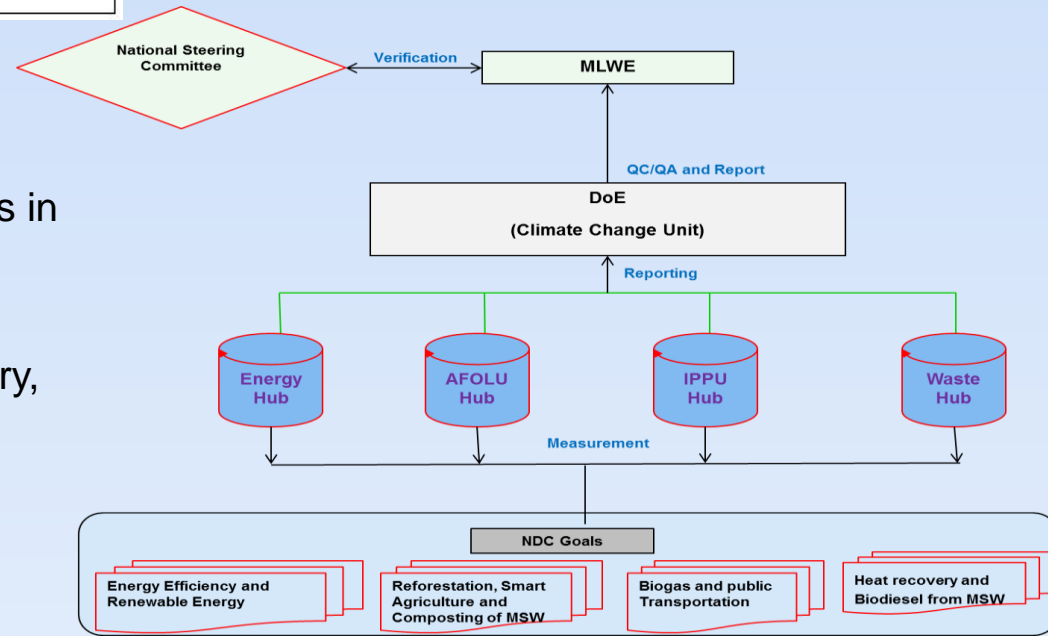 National Steering
Committee
Verification
MLWE
QC/QA and Report
s in
DoE
(Climate Change Unit)
Reporting
ry,
Energy
Hub
AFOLU
Hub
IPPU
Hub
Waste
Hub
Measurement
NDC Goals
Energy Efficiency and
Renewable Energy
Reforestation, Smart
Agriculture and
Composting of MSW
Biogas and public
Transportation
Heat recovery and
Biodiesel from MSW